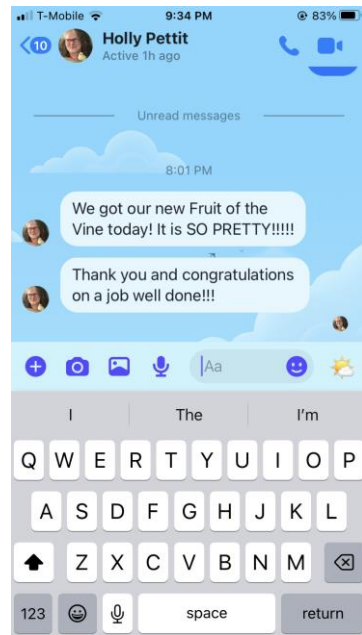 T-Mobile 9:34 PM 83%
10 Holly Pettit
Active 1h ago
Unread messages
8:01 PM
We got our new Fruit of the
Vine today! It is SO PRETTY!!!!!
Thank you and congratulations
on a job well done!!!
Aa
I The I'm
Q W E R T Y U I O P
A S D F G H J K L
Z X C V B N M
123 space return